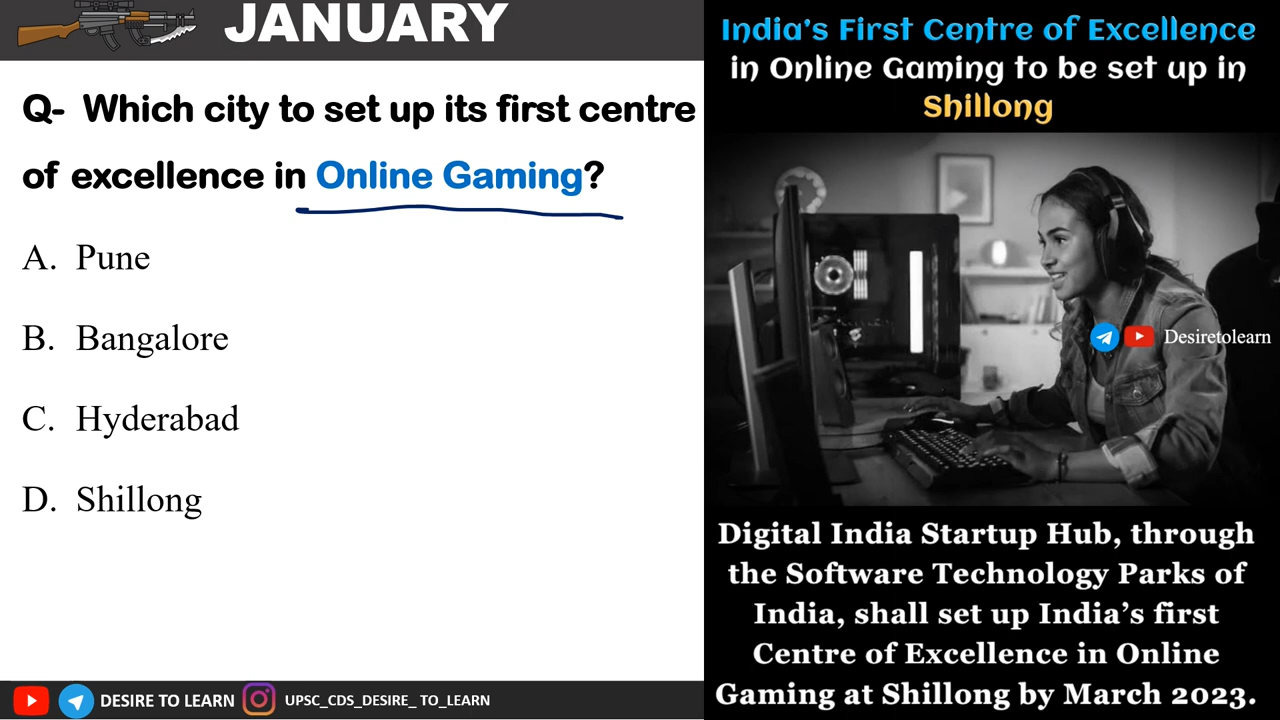 JANUARY
Q- Which city to set up its first centre
of excellence in Online Gaming?
A. Pune
B. Bangalore
C. Hyderabad
D. Shillong
DESIRE TO LEARN
UPSC_CDS_DESIRE_ TO_LEARN
India's First Centre of Excellence
in Online Gaming to be set up in
Shillong
Desiretolearn
Digital India Startup Hub, through
the Software Technology Parks of
India, shall set up India’s first
Centre of Excellence in Online
Gaming at Shillong by March 2023.